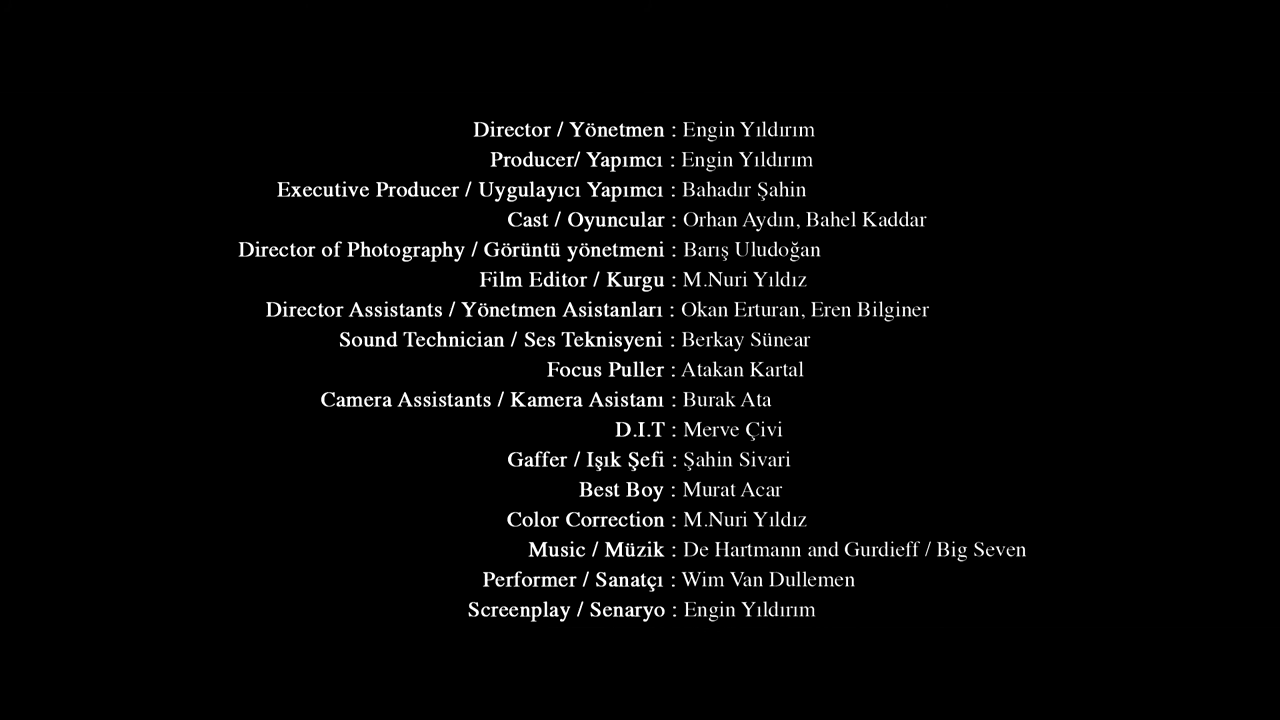 Director / Yönetmen : Engin Yıldırım
Producer/ Yapımcı : Engin Yıldırım
Executive Producer / Uygulayıcı Yapımcı : Bahadır Şahin
Cast / Oyuncular : Orhan Aydın, Bahel Kaddar
Director of Photography / Görüntü yönetmeni : Barış Uludoğan
Film Editor / Kurgu : M.Nuri Yıldız
Director Assistants / Yönetmen Asistanları : Okan Erturan, Eren Bilginer
Sound Technician / Ses Teknisyeni : Berkay Sünear
Focus Puller : Atakan Kartal
Camera Assistants / Kamera Asistanı : Burak Ata
D.I.T : Merve Çivi
Gaffer / Işık Şefi : Şahin Sivari
Best Boy : Murat Acar
Color Correction : M.Nuri Yıldız
Music / Müzik : De Hartmann and Gurdieff / Big Seven
Performer / Sanatçı : Wim Van Dullemen
Screenplay / Senaryo : Engin Yıldırım